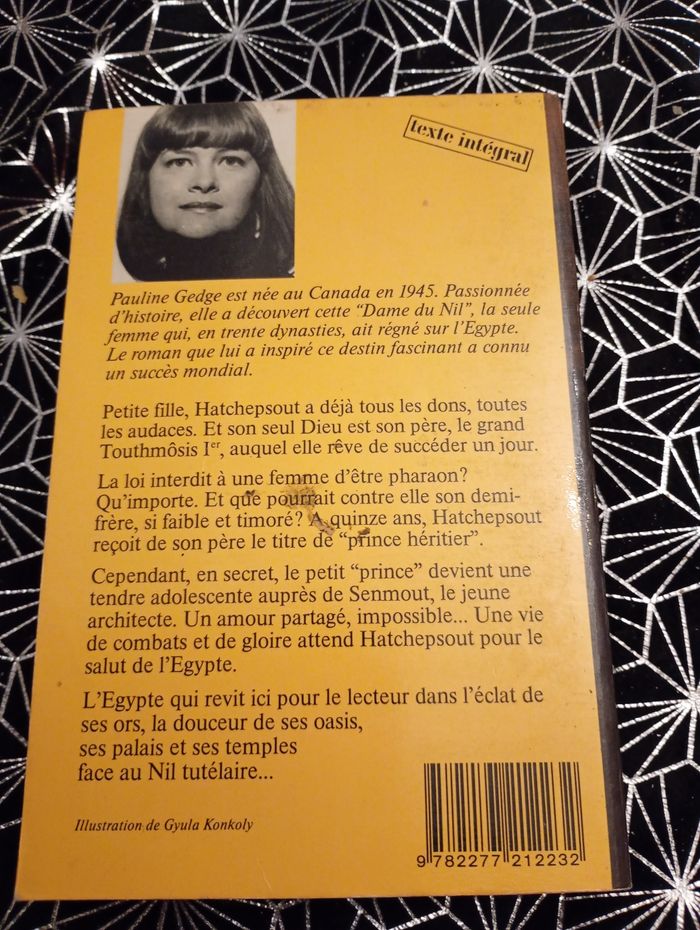 texte intégral
Pauline Gedge est née au Canada en 1945. Passionnée
d'histoire, elle a découvert cette "Dame du Nil", la seule
femme qui, en trente dynasties, ait régné sur l'Egypte.
Le roman que lui a inspiré ce destin fascinant a connu
un succès mondial.
Petite fille, Hatchepsout a déjà tous les dons, toutes
les audaces. Et son seul Dieu est son père, le grand
Touthmôsis Ier, auquel elle rêve de succéder un jour.
La loi interdit à une femme d'être pharaon?
Qu'importe. Et que pourrait contre elle son demi-
frère, si faible et timoré? A quinze ans, Hatchepsout
reçoit de son père le titre de "prince héritier".
Cependant, en secret, le petit "prince" devient une
tendre adolescente auprès de Senmout, le jeune
architecte. Un amour partagé, impossible... Une vie
de combats et de gloire attend Hatchepsout pour le
salut de l'Egypte.
L'Egypte qui revit ici pour le lecteur dans l'éclat de
ses ors, la douceur de ses oasis,
ses palais et ses temples
face au Nil tutélaire...
Illustration de Gyula Konkoly
9 782277 212232